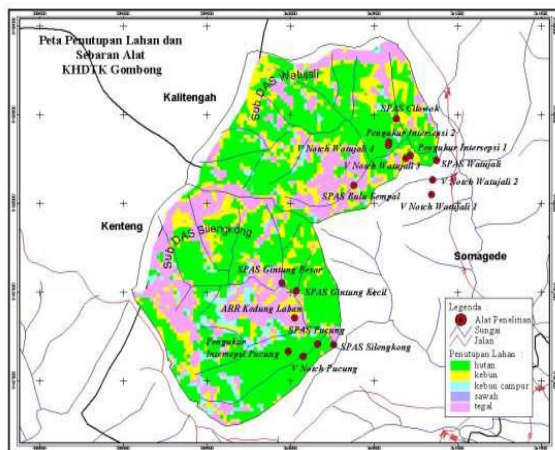 Peta Penutupan Lahan dan
Sebaran Alat
KHDTK Gombong
Kalitengah
Sub DAS Watujali
SPAS Cilowok
Pengukur Intersepsi 2
V Notch Watujali 4
Pengukur Intersepsi 1
SPAS Watujali
V Notch Watujali 3
V Notch Watujali 2
SPAS Bulu Sempal
V Notch Watujali 1
Kenteng
Sub DAS Silengkong
Somagede
SPAS Gintung Besar
SPAS Gintung Kecil
ARR Kedung Laban
SPAS Pucung
Pengukur
Intersepsi Pucung
SPAS Silengkong
V Notch Pucung
Legenda
Alat Penelitian
Sungai
Jalan
Penutupan Lahan :
hutan
kebun
kebun campur
sawah
tegal